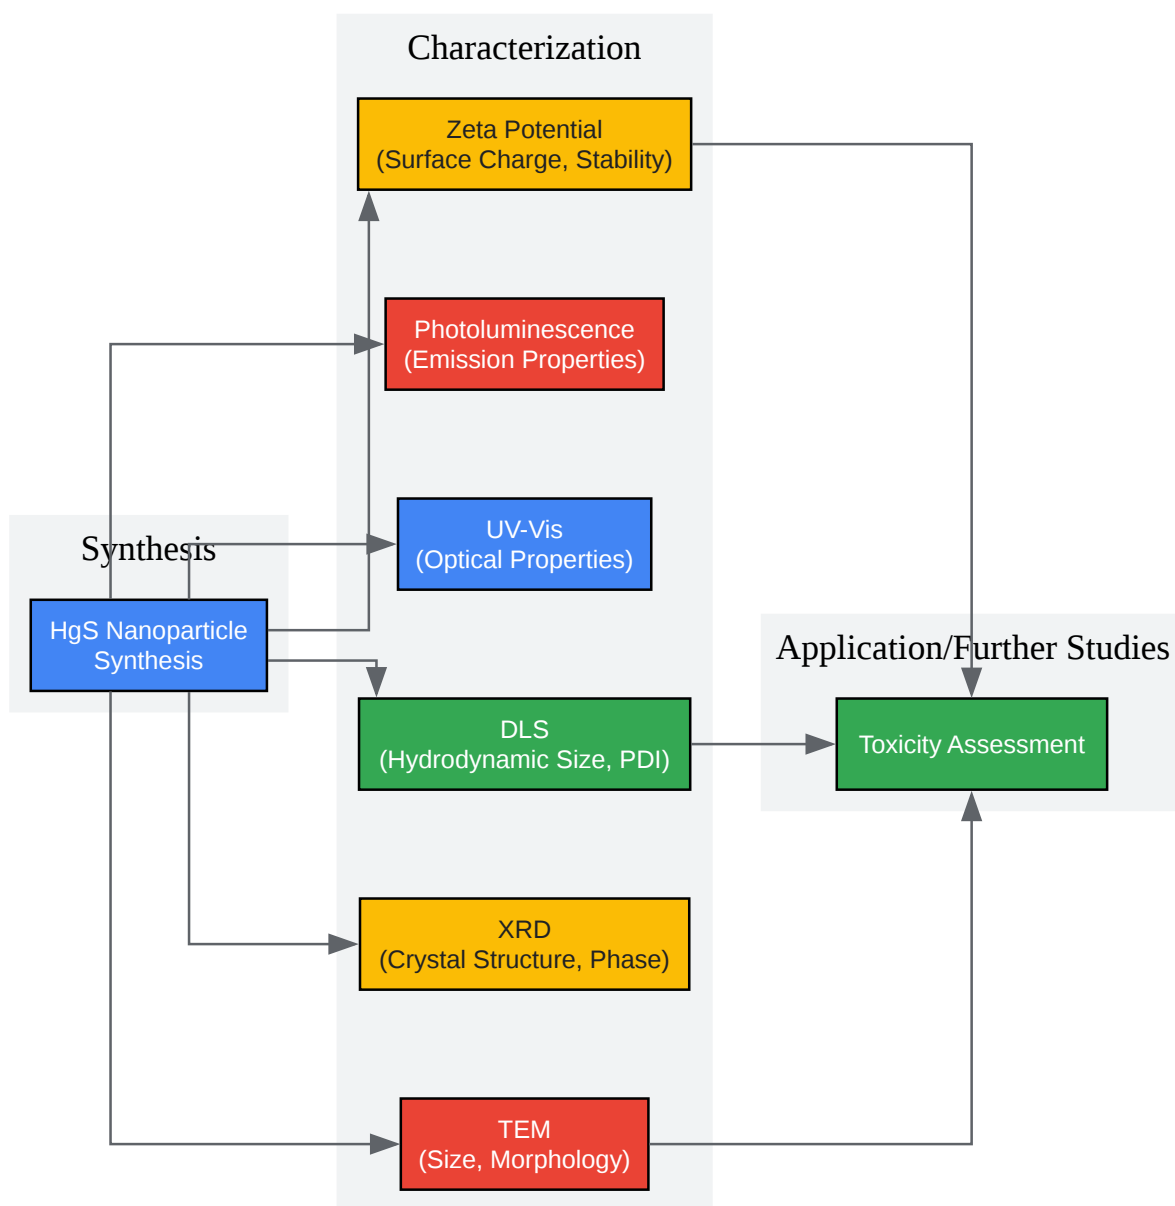 Characterization
Zeta Potential
(Surface Charge, Stability)
Photoluminescence
(Emission Properties)
UV-Vis
(Optical Properties)
Synthesis
HgS Nanoparticle
Synthesis
DLS
(Hydrodynamic Size, PDI)
Application/Further Studies
Toxicity Assessment
XRD
(Crystal Structure, Phase)
TEM
(Size, Morphology)